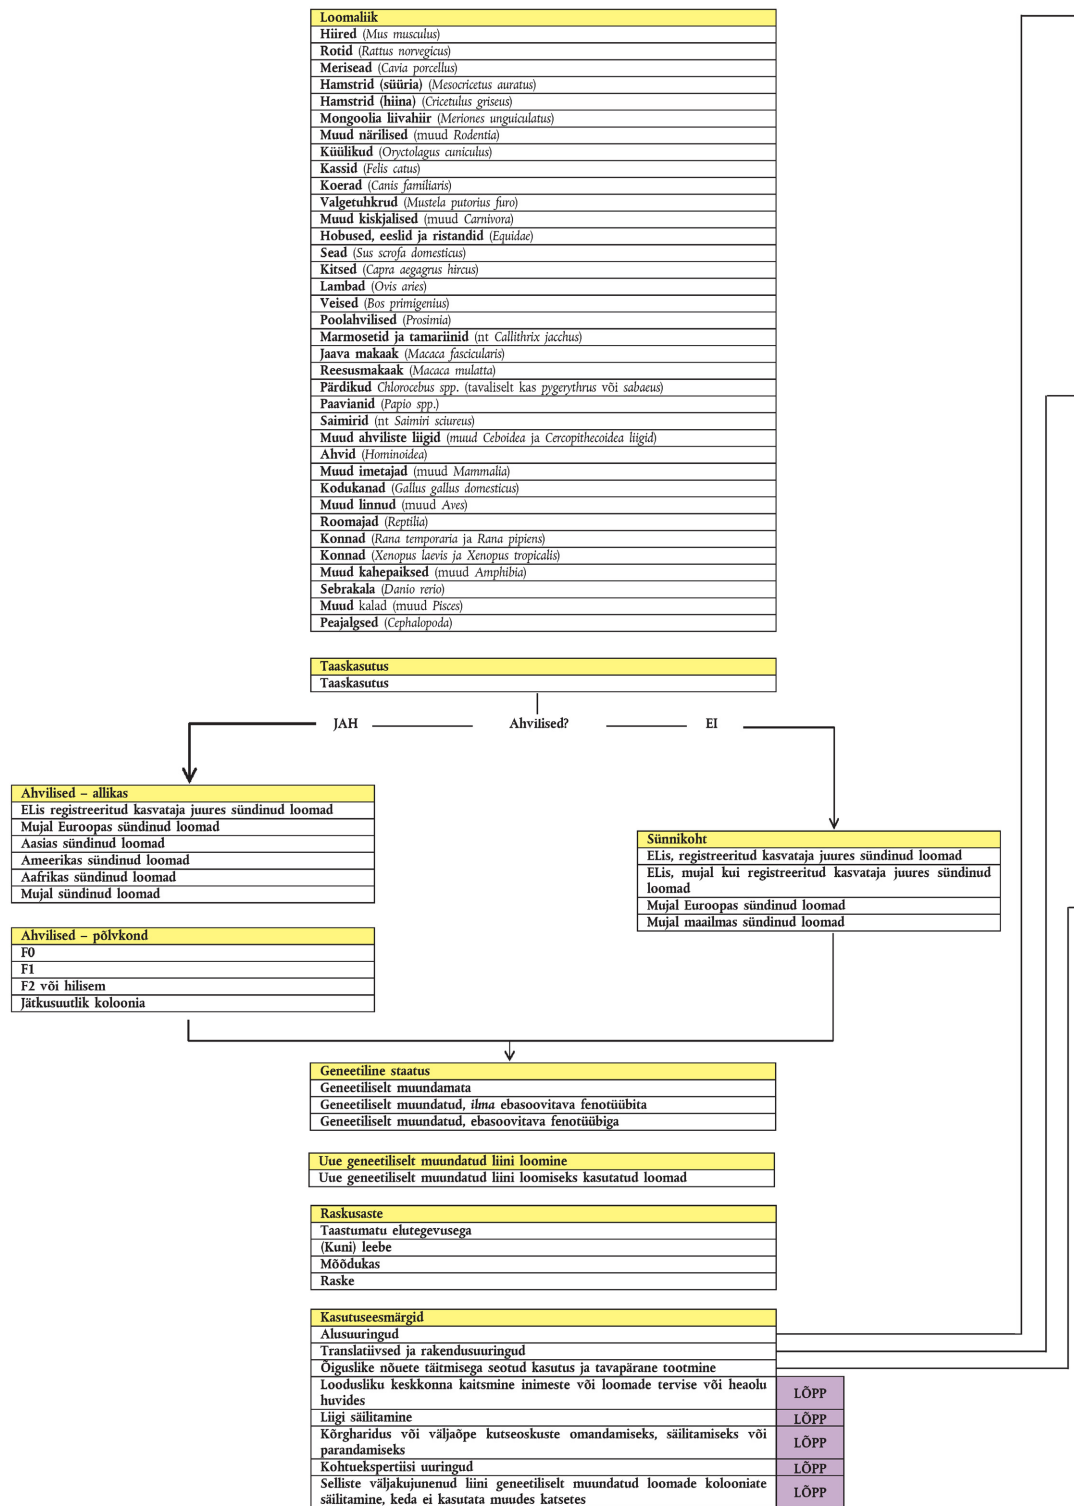 Loomaliik
Hiired (Mus musculus)
Rotid (Rattus norvegicus)
Merisead (Cavia porcellus)
Hamstrid (süüria) (Mesocricetus auratus)
Hamstrid (hiina) (Cricetulus griseus)
Mongoolia liivahiir (Meriones unguiculatus)
Muud närilised (muud Rodentia)
Küülikud (Oryctolagus cuniculus)
Kassid (Felis catus)
Koerad (Canis familiaris)
Valgetuhkrud (Mustela putorius furo)
Muud kiskjalised (muud Carnivora)
Hobused, eeslid ja ristandid (Equidae)
Sead (Sus scrofa domesticus)
Kitsed (Capra aegagrus hircus)
Lambad (Ovis aries)
Veised (Bos primigenius)
Poolahvilised (Prosimia)
Marmosetid ja tamariinid (nt Callithrix jacchus)
Jaava makaak (Macaca fascicularis)
Reesusmakaak (Macaca mulatta)
Pärdikud Chlorocebus spp. (tavaliselt kas pygerythrus või sabaeus)
Paavianid (Papio spp.)
Saimirid (nt Saimiri sciureus)
Muud ahviliste liigid (muud Ceboidea ja Cercopithecoidea liigid)
Ahvid (Hominoidea)
Muud imetajad (muud Mammalia)
Kodukanad (Gallus gallus domesticus)
Muud linnud (muud Aves)
Roomajad (Reptilia)
Konnad (Rana temporaria ja Rana pipiens)
Konnad (Xenopus laevis ja Xenopus tropicalis)
Muud kahepaiksed (muud Amphibia)
Sebrakala (Danio rerio)
Muud kalad (muud Pisces)
Peajalgsed (Cephalopoda)
Taaskasutus
Taaskasutus
JAH Ahvilised? EI
Ahvilised – allikas
ELis registreeritud kasvataja juures sündinud loomad
Mujal Euroopas sündinud loomad
Aasias sündinud loomad
Ameerikas sündinud loomad
Aafrikas sündinud loomad
Mujal sündinud loomad
Sünnikoht
ELis, registreeritud kasvataja juures sündinud loomad
ELis, mujal kui registreeritud kasvataja juures sündinud
loomad
Mujal Euroopas sündinud loomad
Mujal maailmas sündinud loomad
Ahvilised – põlvkond
F0
F1
F2 või hilisem
Jätkusuutlik koloonia
Geneetiline staatus
Geneetiliselt muundamata
Geneetiliselt muundatud, ilma ebasoovitava fenotüübita
Geneetiliselt muundatud, ebasoovitava fenotüübiga
Uue geneetiliselt muundatud liini loomine
Uue geneetiliselt muundatud liini loomiseks kasutatud loomad
Raskusaste
Taastumatu elutegevusega
(Kuni) leebe
Mõõdukas
Raske
Kasutuseesmärgid
Alusuuringud
Translatiivsed ja rakendusuuringud
Õiguslike nõuete täitmisega seotud kasutus ja tavapärane tootmine
Loodusliku keskkonna kaitsmine inimeste või loomade tervise või heaolu
huvides LÕPP
Liigi säilitamine LÕPP
Kõrgharidus või väljaõpe kutseoskuste omandamiseks, säilitamiseks või
parandamiseks LÕPP
Kohtuekspertiisi uuringud LÕPP
Selliste väljakujunenud liini geneetiliselt muundatud loomade kolooniate
säilitamine, keda ei kasutata muudes katsetes LÕPP